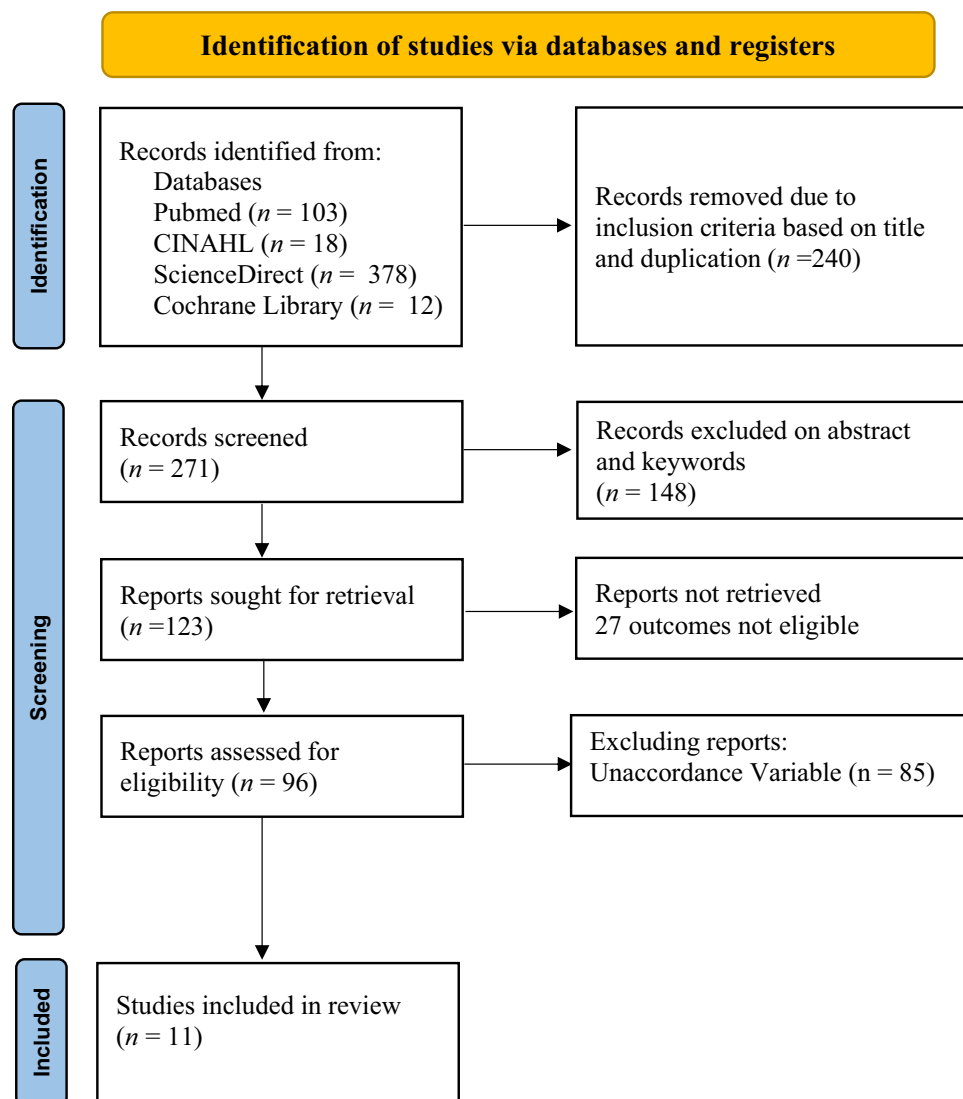 Identification of studies via databases and registers
Identification
Records identified from:
Databases
Pubmed (n = 103)
CINAHL (n = 18)
ScienceDirect (n =  378)
Cochrane Library (n =  12)
Records removed due to
inclusion criteria based on title
and duplication (n =240)
Screening
Records screened
(n = 271)
Records excluded on abstract
and keywords
(n = 148)
Reports sought for retrieval
(n =123)
Reports not retrieved
27 outcomes not eligible
Reports assessed for
eligibility (n = 96)
Excluding reports:
Unaccordance Variable (n = 85)
Included
Studies included in review
(n = 11)